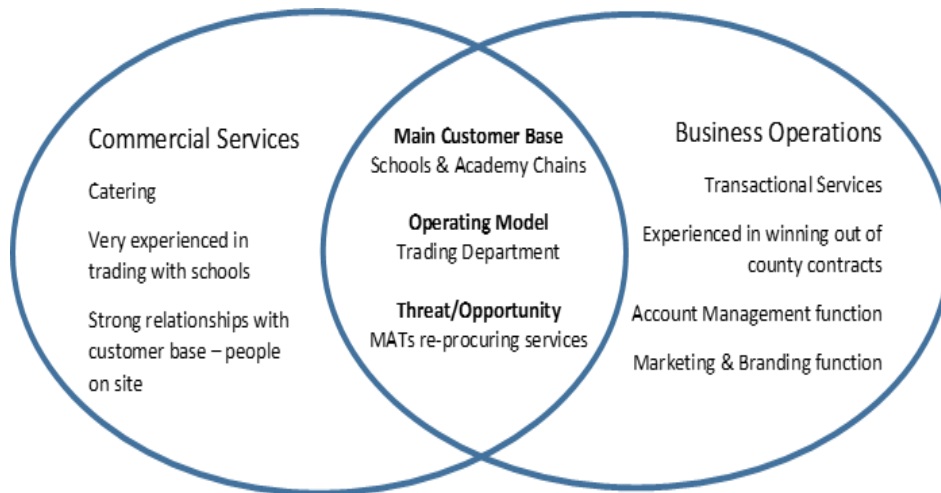 Commercial Services
Catering
Very experienced in
trading with schools
Strong relationships with
customer base – people
on site
Main Customer Base
Schools & Academy Chains
Operating Model
Trading Department
Threat/Opportunity
MATs re-procuring services
Business Operations
Transactional Services
Experienced in winning out of
county contracts
Account Management function
Marketing & Branding function